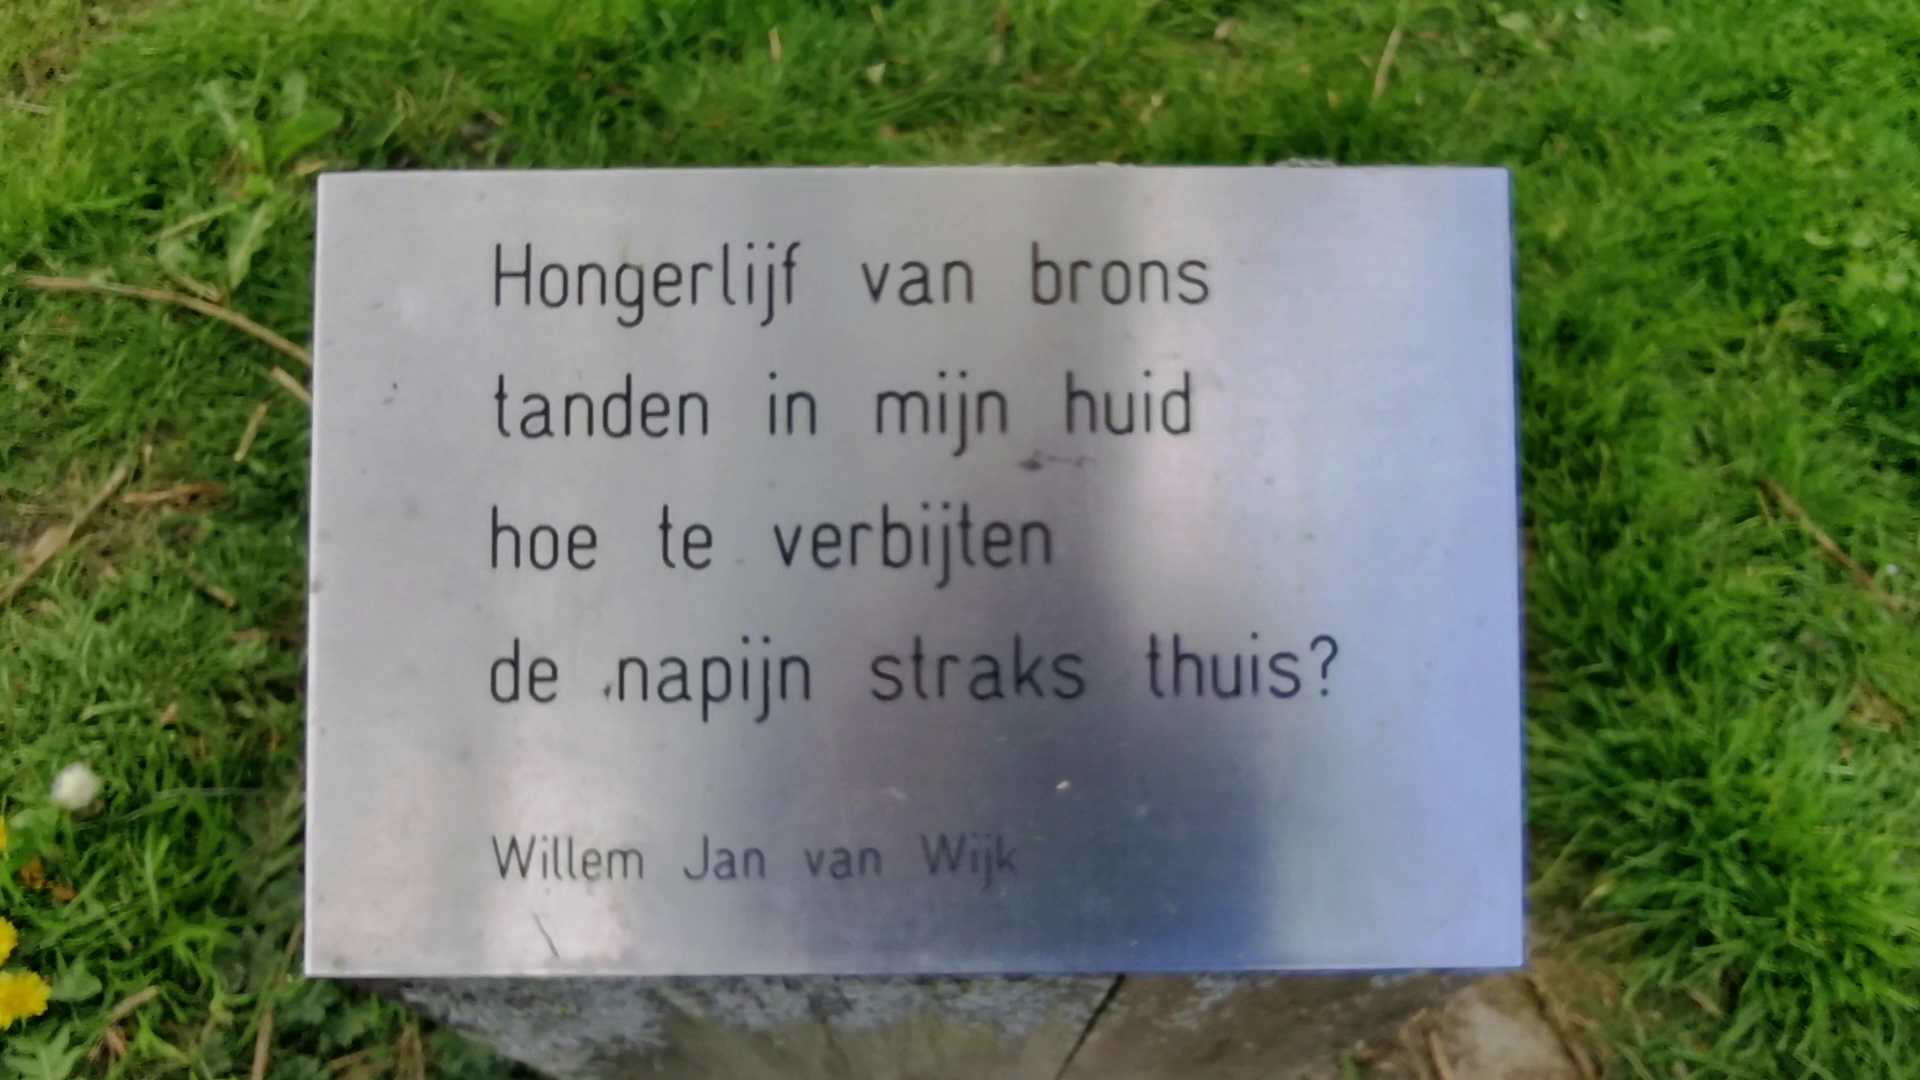 Hongerlijf van brons
tanden in mijn huid
hoe te verbijten
de napijn straks thuis?
Willem Jan van Wijk